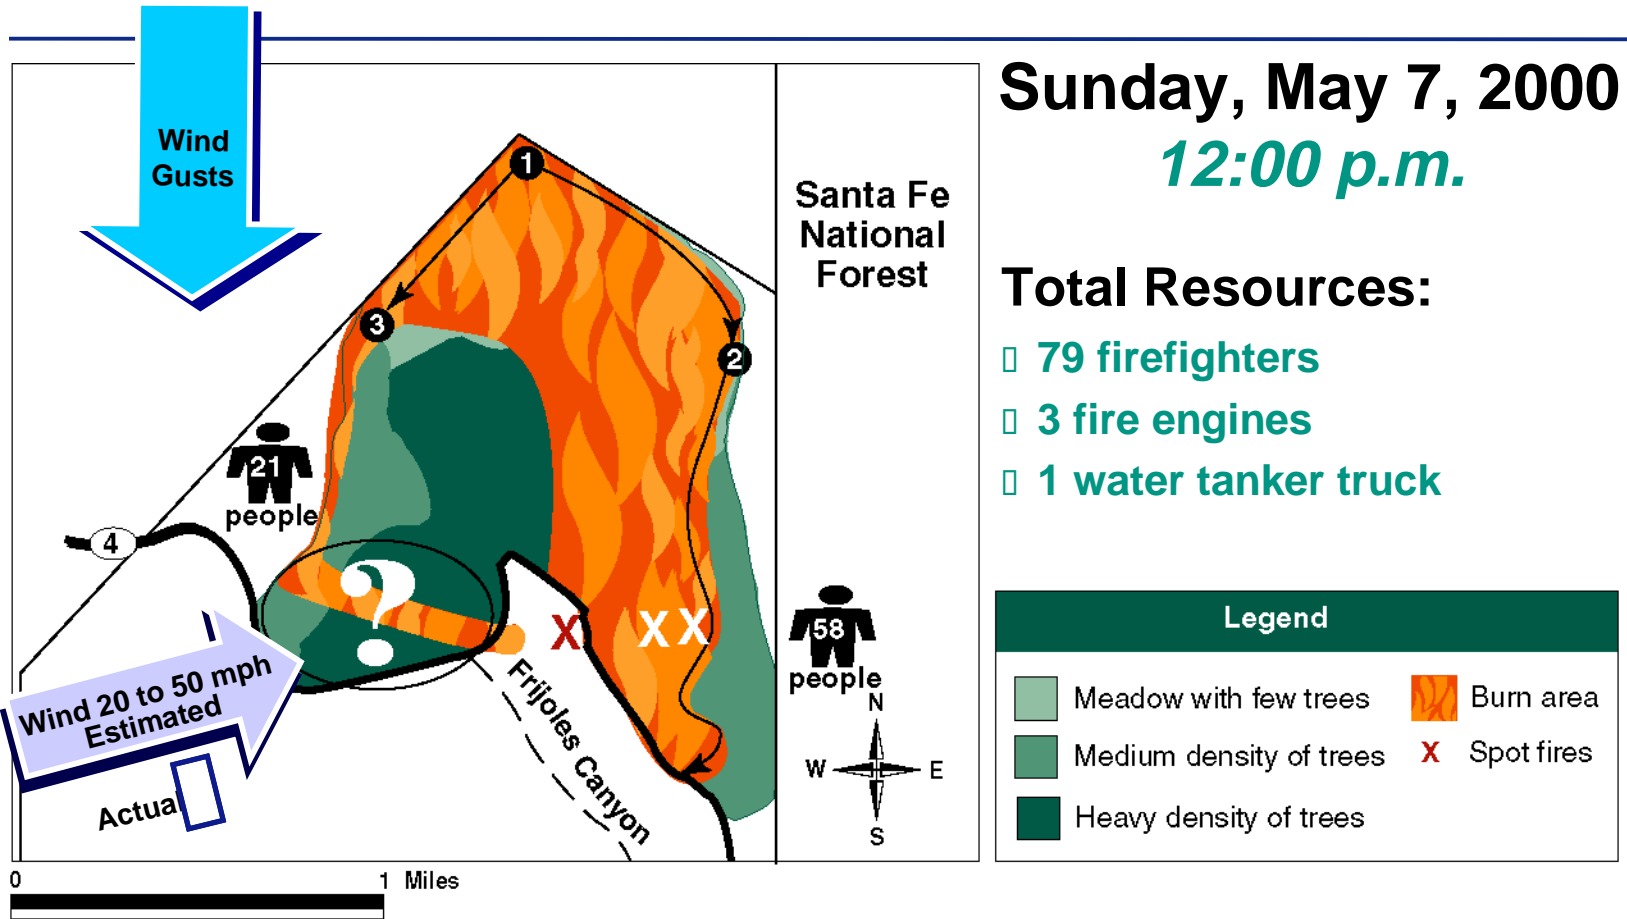 Sunday, May 7, 2000
12:00 p.m.
Wind
Gusts
1
Santa Fe
National
Forest
3
2
21
people
4
?
X
X X
58
people
Wind 20 to 50 mph
Estimated
Actual
Frijoles Canyon
N
W E
S
0 1 Miles
Total Resources:
79 firefighters
3 fire engines
1 water tanker truck
Legend
Meadow with few trees
Burn area
Medium density of trees
X Spot fires
Heavy density of trees